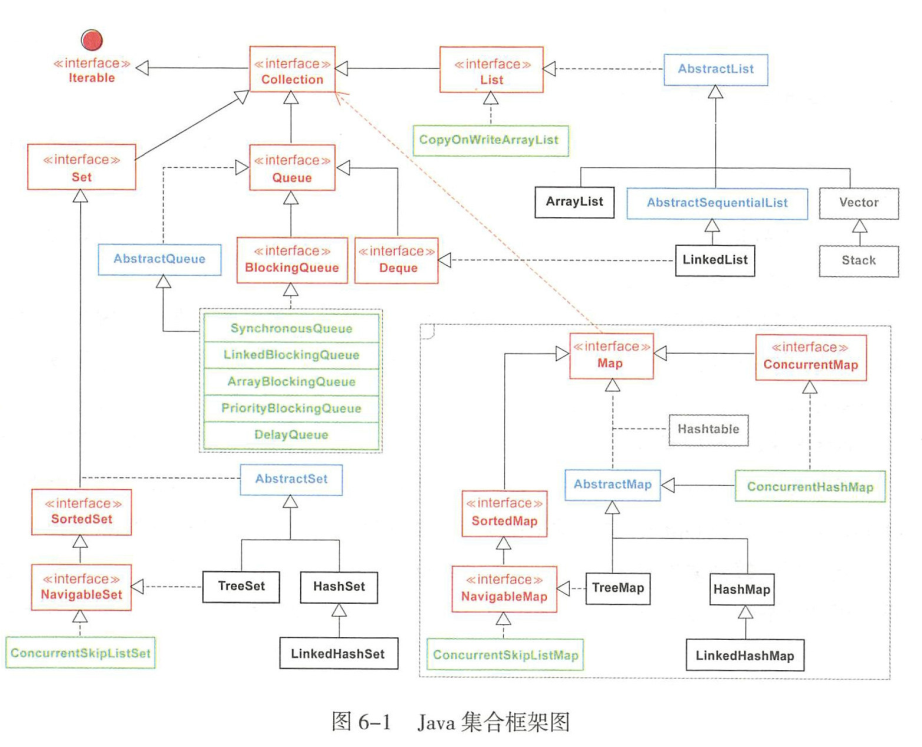 «interface»
Iterable
«interface»
Collection
«interface»
List
AbstractList
CopyOnWriteArrayList
«interface»
Set
«interface»
Queue
ArrayList
AbstractSequentialList
Vector
AbstractQueue
«interface»
BlockingQueue
«interface»
Deque
LinkedList
Stack
SynchronousQueue
LinkedBlockingQueue
ArrayBlockingQueue
PriorityBlockingQueue
DelayQueue
«interface»
Map
«interface»
ConcurrentMap
Hashtable
AbstractSet
AbstractMap
ConcurrentHashMap
«interface»
SortedSet
«interface»
SortedMap
«interface»
NavigableSet
TreeSet
HashSet
«interface»
NavigableMap
TreeMap
HashMap
ConcurrentSkipListSet
LinkedHashSet
ConcurrentSkipListMap
LinkedHashMap
图 6-1 Java 集合框架图